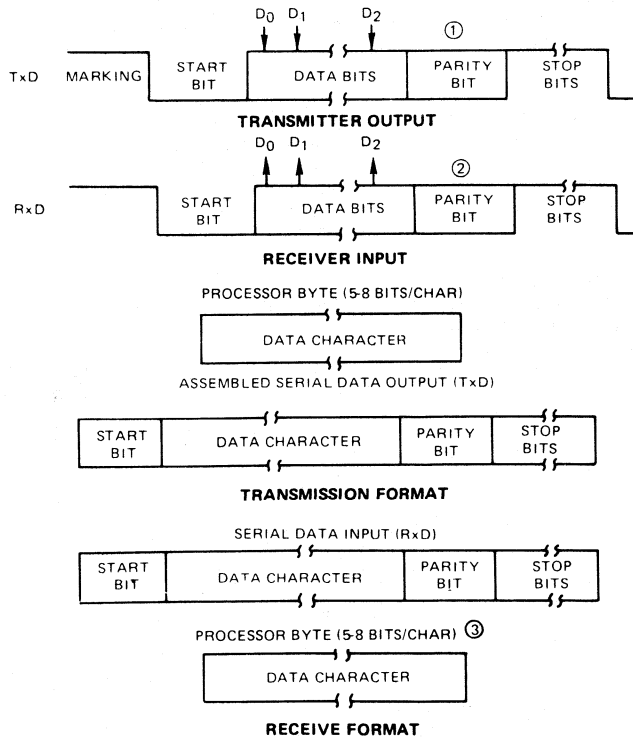 D0 D1 D2 ①
TxD MARKING START BIT DATA BITS PARITY BIT STOP BITS
TRANSMITTER OUTPUT
D0 D1 D2 ②
RxD START BIT DATA BITS PARITY BIT STOP BITS
RECEIVER INPUT
PROCESSOR BYTE (5-8 BITS/CHAR)
DATA CHARACTER
ASSEMBLED SERIAL DATA OUTPUT (TxD)
START BIT DATA CHARACTER PARITY BIT STOP BITS
TRANSMISSION FORMAT
SERIAL DATA INPUT (RxD)
START BIT DATA CHARACTER PARITY BIT STOP BITS
PROCESSOR BYTE (5-8 BITS/CHAR) ③
DATA CHARACTER
RECEIVE FORMAT